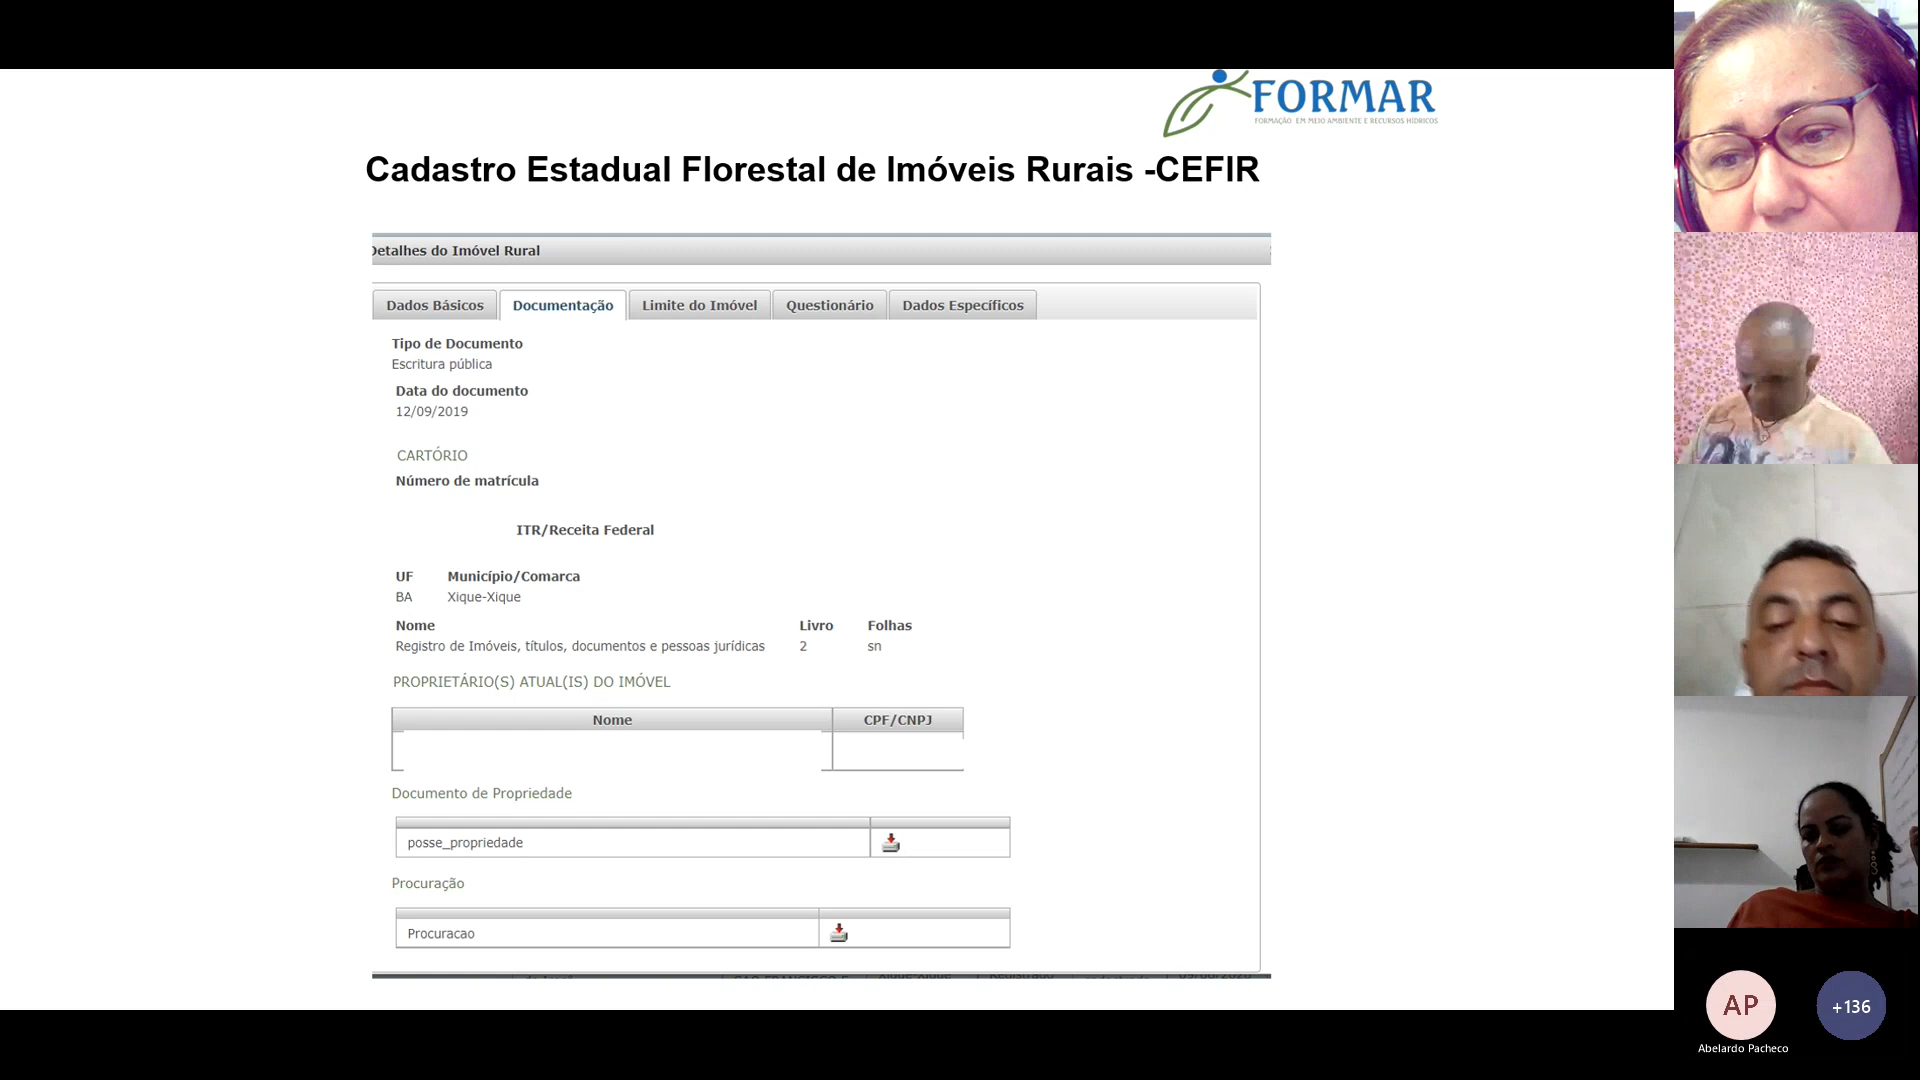 FORMAR
FORMAÇÃO EM MEIO AMBIENTE E RECURSOS HÍDRICOS
Cadastro Estadual Florestal de Imóveis Rurais -CEFIR
Detalhes do Imóvel Rural
Dados Básicos Documentação Limite do Imóvel Questionário Dados Específicos
Tipo de Documento
Escritura pública
Data do documento
12/09/2019
CARTÓRIO
Número de matrícula
ITR/Receita Federal
UF Município/Comarca
BA Xique-Xique
Nome Livro Folhas
Registro de Imóveis, títulos, documentos e pessoas jurídicas 2 sn
PROPRIETÁRIO(S) ATUAL(IS) DO IMÓVEL
Nome CPF/CNPJ
Documento de Propriedade
posse_propriedade
Procuração
Procuracao
AP
+136
Abelardo Pacheco